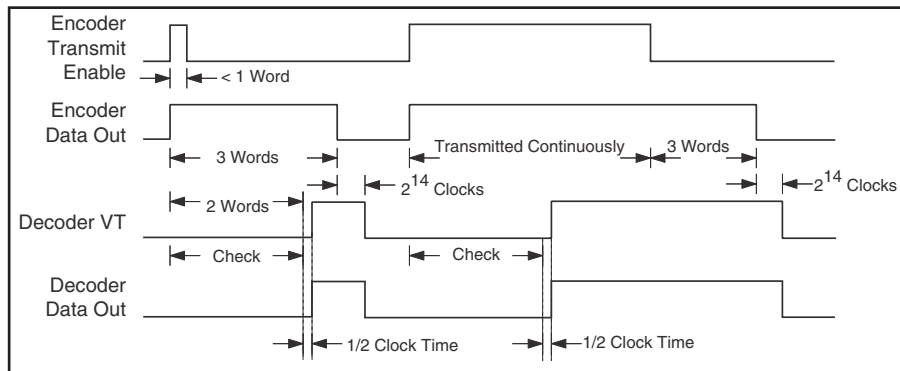 Encoder
Transmit
Enable
< 1 Word
Encoder
Data Out
3 Words
Transmitted Continuously
3 Words
2^14 Clocks
2^14 Clocks
2 Words
Decoder VT
Check
Check
Decoder
Data Out
1/2 Clock Time
1/2 Clock Time